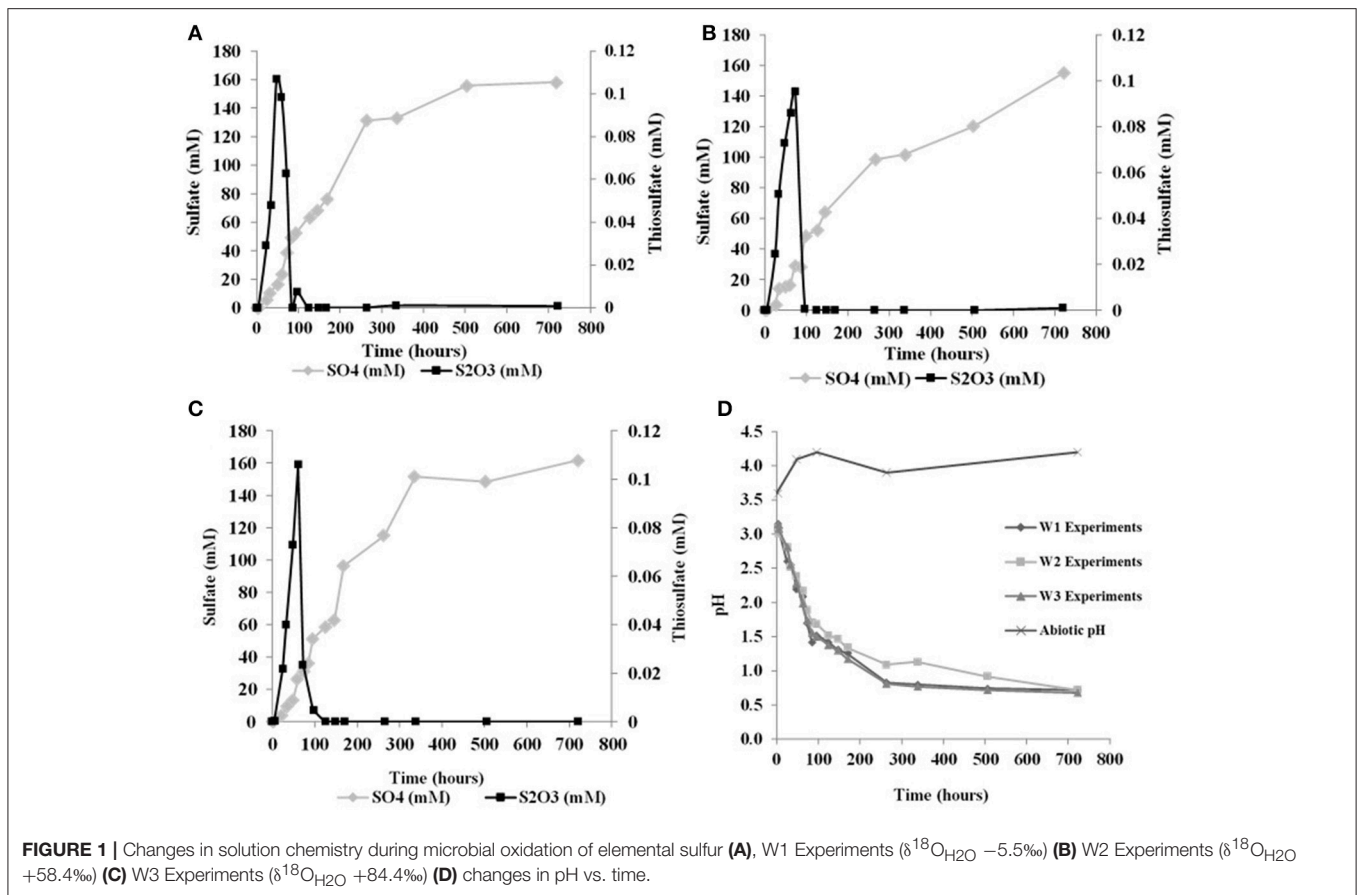 A
180
160
140
120
100
80
60
40
20
0
Sulfate (mM)
0.12
0.1
0.08
0.06
0.04
0.02
0
Thiosulfate (mM)
0 100 200 300 400 500 600 700 800
Time (hours)
SO4 (mM) S2O3 (mM)
B
180
160
140
120
100
80
60
40
20
0
Sulfate (mM)
0.12
0.1
0.08
0.06
0.04
0.02
0
Thiosulfate (mM)
0 100 200 300 400 500 600 700 800
Time (hours)
SO4 (mM) S2O3 (mM)
C
180
160
140
120
100
80
60
40
20
0
Sulfate (mM)
0.12
0.1
0.08
0.06
0.04
0.02
0
Thiosulfate (mM)
0 100 200 300 400 500 600 700 800
Time (hours)
SO4 (mM) S2O3 (mM)
D
4.5
4.0
3.5
3.0
2.5
2.0
1.5
1.0
0.5
0.0
pH
W1 Experiments
W2 Experiments
W3 Experiments
Abiotic pH
0 100 200 300 400 500 600 700 800
Time (hours)
FIGURE 1 | Changes in solution chemistry during microbial oxidation of elemental sulfur (A), W1 Experiments (δ18OH2O −5.5‰) (B) W2 Experiments (δ18OH2O
+58.4‰) (C) W3 Experiments (δ18OH2O +84.4‰) (D) changes in pH vs. time.